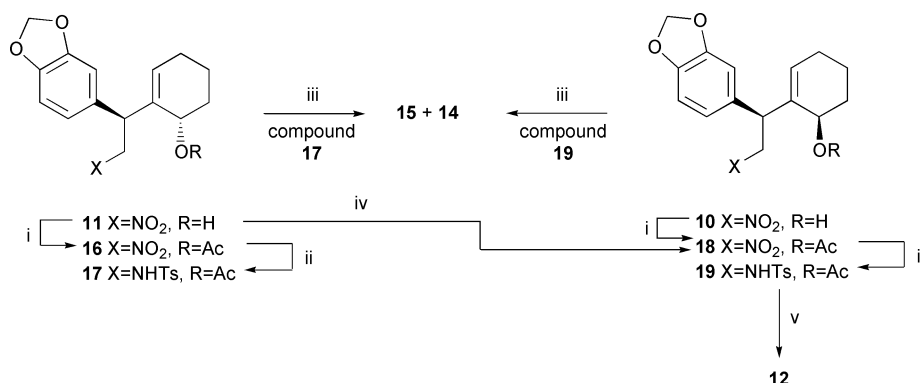 O
O
iii
compound
17
15 + 14
iii
compound
19
O
O
X
OR
X
OR
11 X=NO2, R=H
i
16 X=NO2, R=Ac
ii
17 X=NHTs, R=Ac
iv
10 X=NO2, R=H
i
18 X=NO2, R=Ac
i
19 X=NHTs, R=Ac
v
12